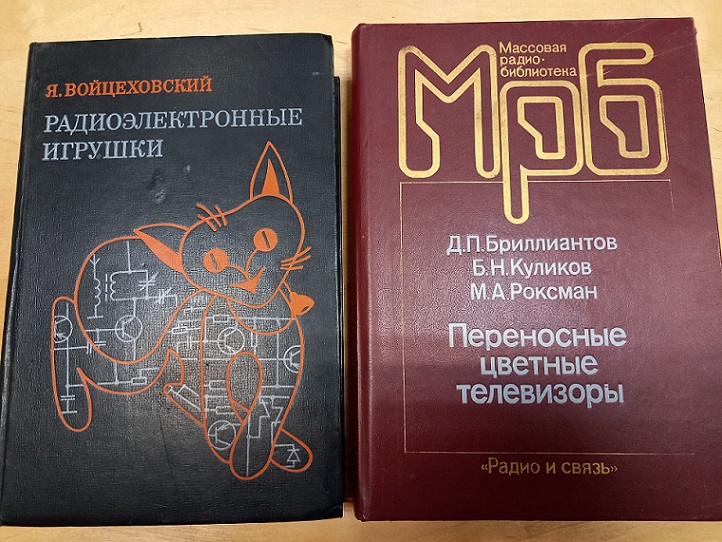 Я. ВОЙЦЕХОВСКИЙ
РАДИОЭЛЕКТРОННЫЕ
ИГРУШКИ
Массовая
радио-
библиотека
Мрб
Д.П.Бриллиантов
Б.Н.Куликов
М.А.Роксман
Переносные
цветные
телевизоры
«Радио и связь»